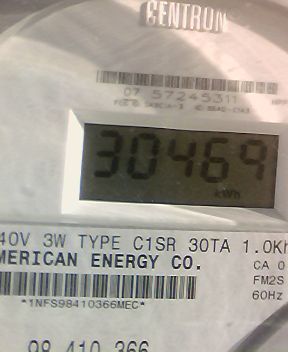 CENTRON
07 57245311
30469
kWh
40V 3W TYPE C1SR 30TA 1.0Kh
MERICAN ENERGY CO.
CA 0
FM2S
60Hz
*1NFS98410366MEC*
98 410 366